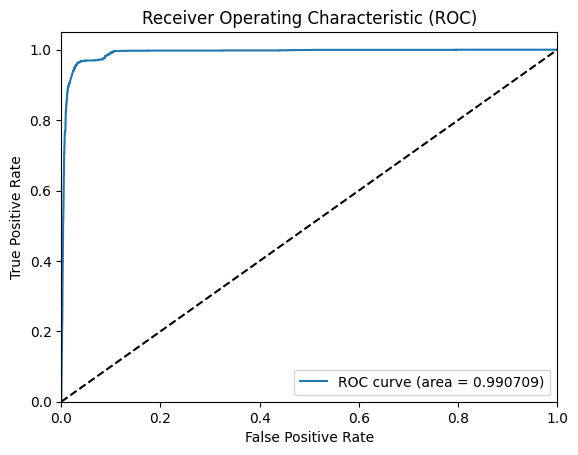 Receiver Operating Characteristic (ROC)
1.0
0.8
0.6
0.4
0.2
0.0
True Positive Rate
ROC curve (area = 0.990709)
0.0 0.2 0.4 0.6 0.8 1.0
False Positive Rate